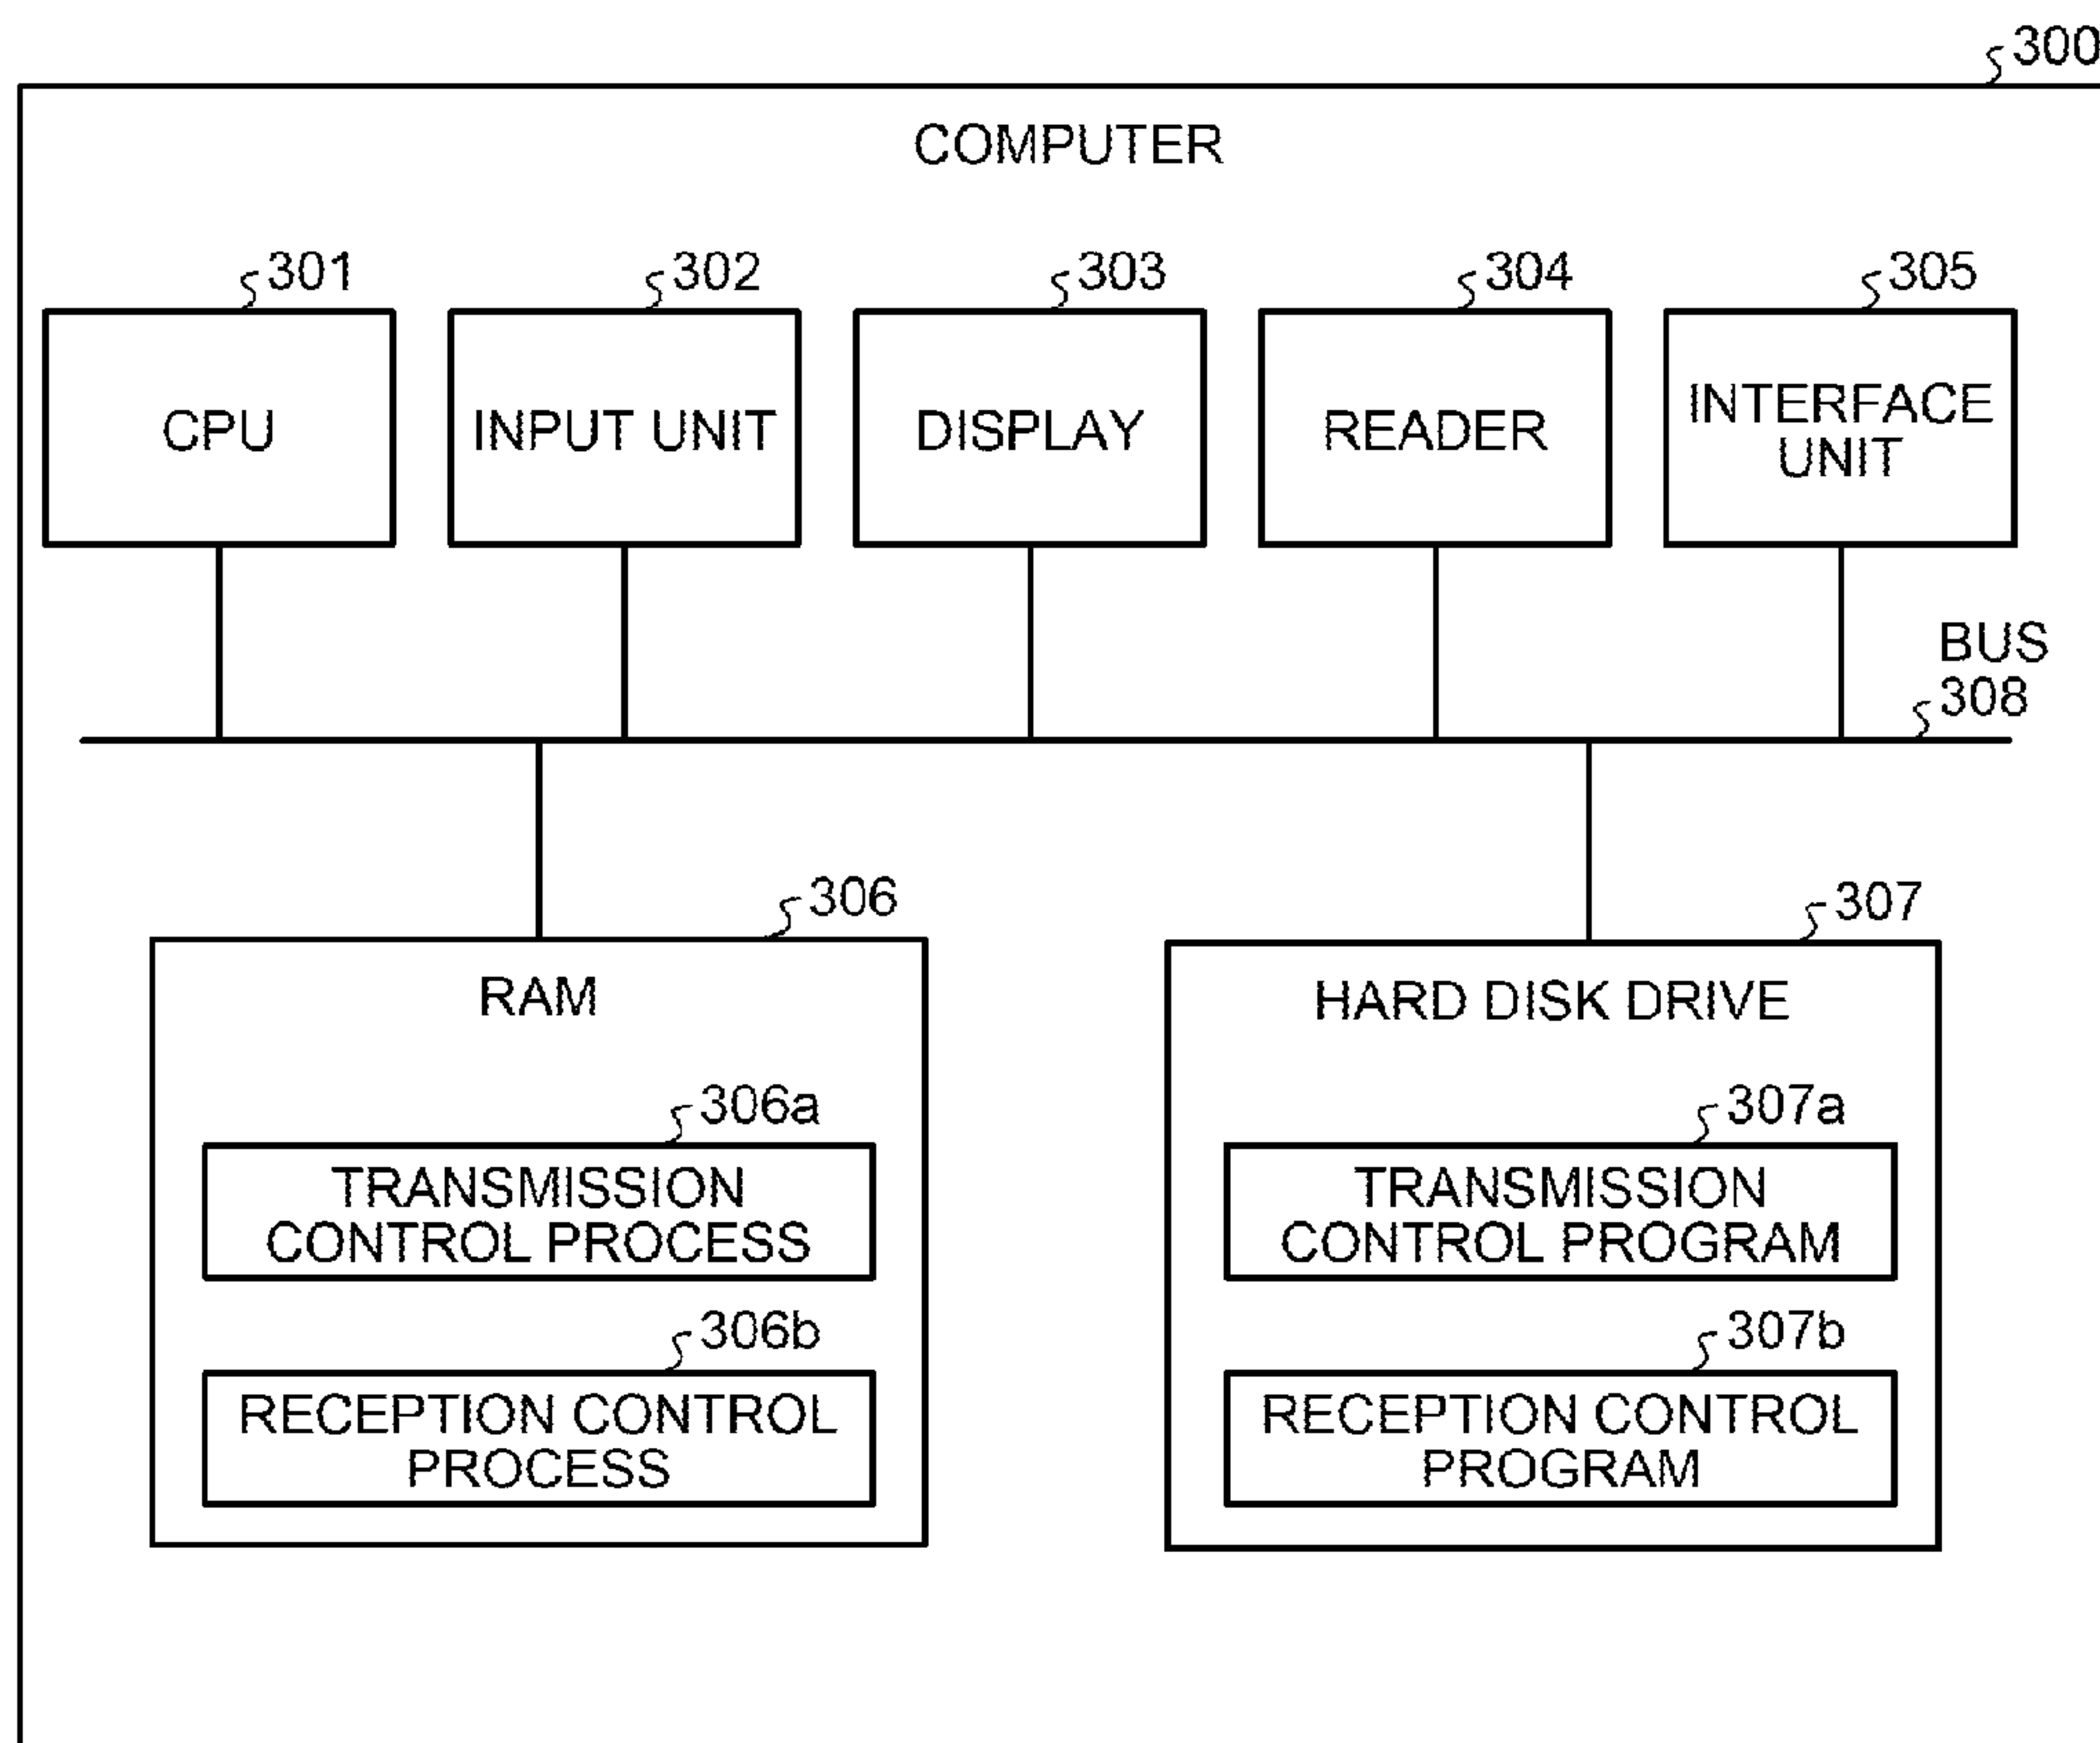 300
COMPUTER
301
302
303
304
305
CPU
INPUT UNIT
DISPLAY
READER
INTERFACE
UNIT
BUS
308
306
307
RAM
HARD DISK DRIVE
306a
307a
TRANSMISSION
CONTROL PROCESS
TRANSMISSION
CONTROL PROGRAM
306b
307b
RECEPTION CONTROL
PROCESS
RECEPTION CONTROL
PROGRAM